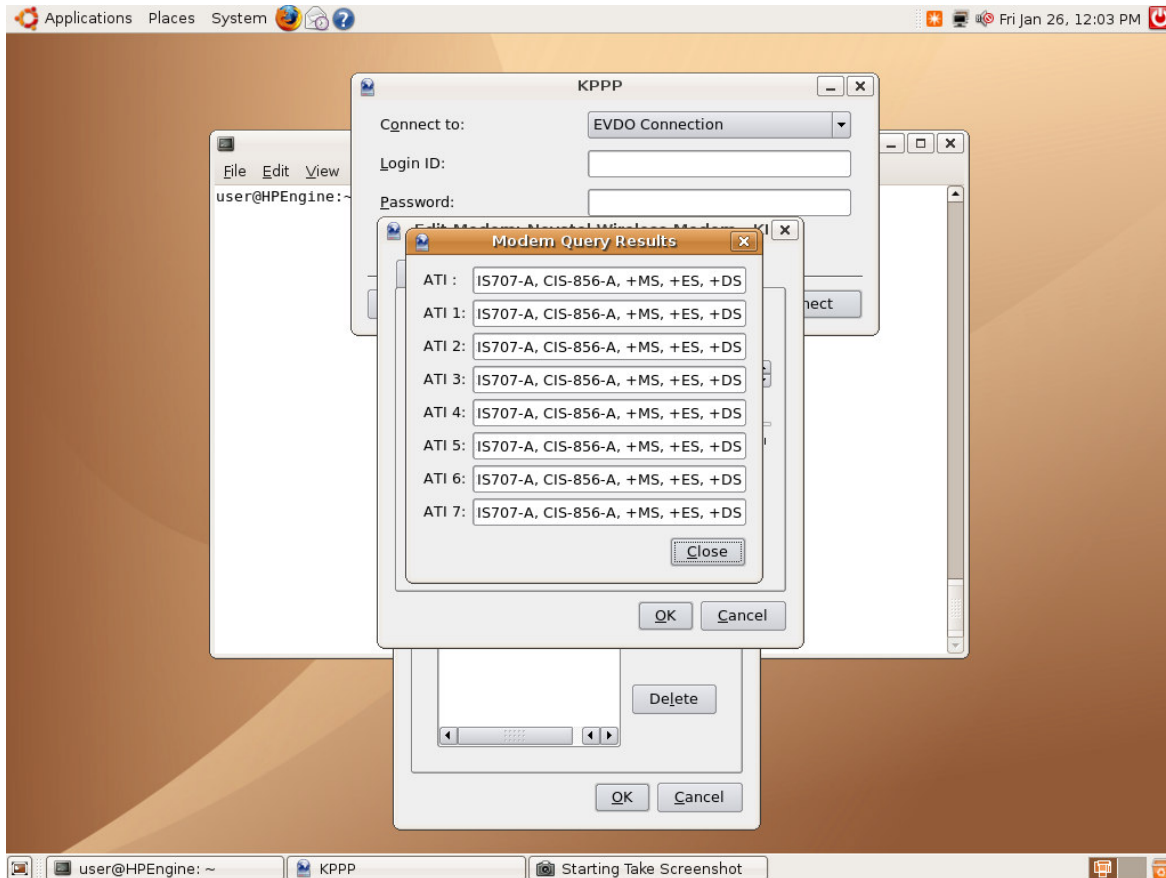 Applications Places System Fri Jan 26, 12:03 PM
KPPP
Connect to: EVDO Connection
File Edit View
Login ID:
user@HPEngine:~
Password:
Modem Query Results
ATI : IS707-A, CIS-856-A, +MS, +ES, +DS
ATI 1: IS707-A, CIS-856-A, +MS, +ES, +DS
ATI 2: IS707-A, CIS-856-A, +MS, +ES, +DS
ATI 3: IS707-A, CIS-856-A, +MS, +ES, +DS
ATI 4: IS707-A, CIS-856-A, +MS, +ES, +DS
ATI 5: IS707-A, CIS-856-A, +MS, +ES, +DS
ATI 6: IS707-A, CIS-856-A, +MS, +ES, +DS
ATI 7: IS707-A, CIS-856-A, +MS, +ES, +DS
Close
OK Cancel
Delete
OK Cancel
user@HPEngine: ~ KPPP Starting Take Screenshot